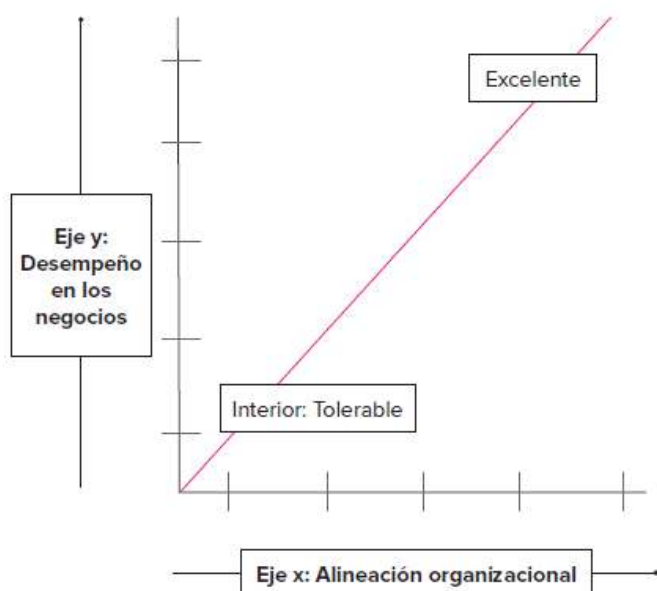 Excelente
Eje y:
Desempeño
en los
negocios
Interior: Tolerable
Eje x: Alineación organizacional